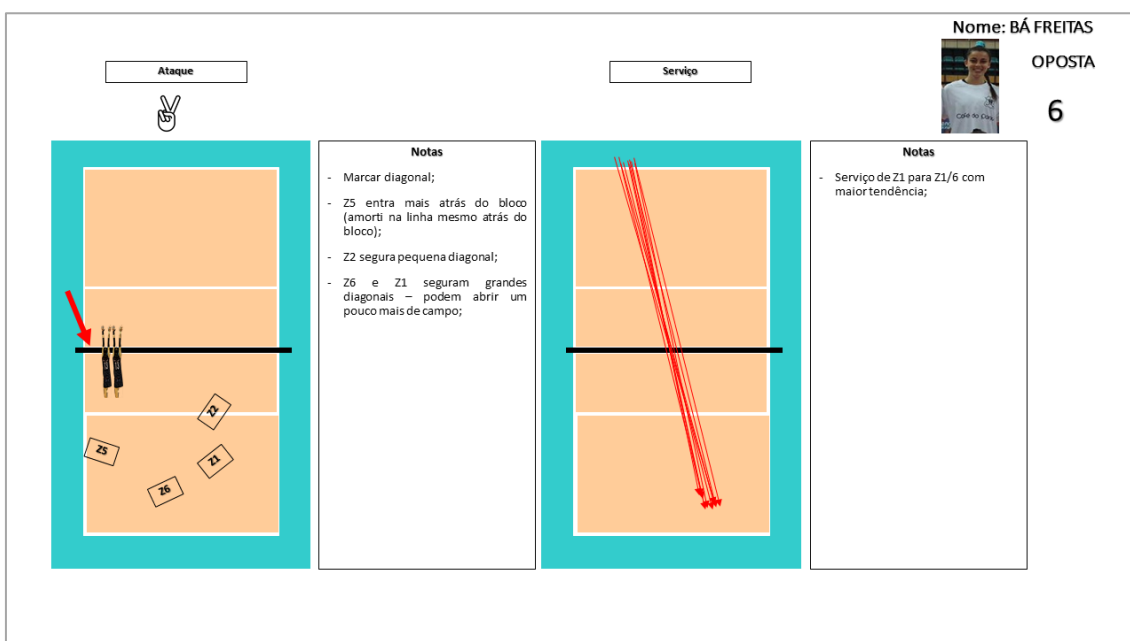 Nome: BÁ FREITAS
OPOSTA
6
Ataque
Serviço
Notas
- Marcar diagonal;
- Z5 entra mais atrás do bloco
(amorti na linha mesmo atrás do
bloco);
- Z2 segura pequena diagonal;
- Z6 e Z1 seguram grandes
diagonais – podem abrir um
pouco mais de campo;
Notas
- Serviço de Z1 para Z1/6 com
maior tendência;
Z2
Z5
Z1
Z6